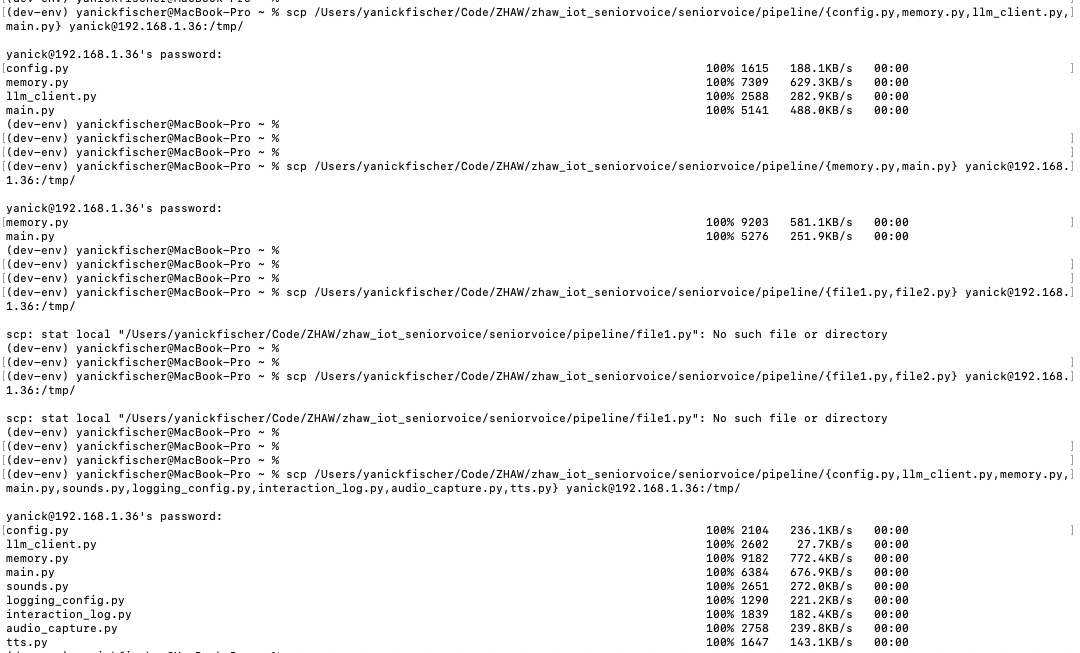 [(dev-env) yanickfischer@MacBook-Pro ~ % scp /Users/yanickfischer/Code/ZHAW/zhaw_iot_seniorvoice/seniorvoice/pipeline/{config.py,memory.py,llm_client.py,]
main.py} yanick@192.168.1.36:/tmp/
yanick@192.168.1.36's password:
[config.py 100% 1615 188.1KB/s 00:00 ]
memory.py 100% 7309 629.3KB/s 00:00
llm_client.py 100% 2588 282.9KB/s 00:00
main.py 100% 5141 488.0KB/s 00:00
(dev-env) yanickfischer@MacBook-Pro ~ %
[(dev-env) yanickfischer@MacBook-Pro ~ % ]
[(dev-env) yanickfischer@MacBook-Pro ~ % ]
[(dev-env) yanickfischer@MacBook-Pro ~ % scp /Users/yanickfischer/Code/ZHAW/zhaw_iot_seniorvoice/seniorvoice/pipeline/{memory.py,main.py} yanick@192.168.]
1.36:/tmp/
yanick@192.168.1.36's password:
[memory.py 100% 9203 581.1KB/s 00:00 ]
main.py 100% 5276 251.9KB/s 00:00
(dev-env) yanickfischer@MacBook-Pro ~ %
[(dev-env) yanickfischer@MacBook-Pro ~ % ]
[(dev-env) yanickfischer@MacBook-Pro ~ % ]
[(dev-env) yanickfischer@MacBook-Pro ~ % scp /Users/yanickfischer/Code/ZHAW/zhaw_iot_seniorvoice/seniorvoice/pipeline/{file1.py,file2.py} yanick@192.168.]
1.36:/tmp/
scp: stat local "/Users/yanickfischer/Code/ZHAW/zhaw_iot_seniorvoice/seniorvoice/pipeline/file1.py": No such file or directory
(dev-env) yanickfischer@MacBook-Pro ~ %
[(dev-env) yanickfischer@MacBook-Pro ~ % ]
[(dev-env) yanickfischer@MacBook-Pro ~ % scp /Users/yanickfischer/Code/ZHAW/zhaw_iot_seniorvoice/seniorvoice/pipeline/{file1.py,file2.py} yanick@192.168.]
1.36:/tmp/
scp: stat local "/Users/yanickfischer/Code/ZHAW/zhaw_iot_seniorvoice/seniorvoice/pipeline/file1.py": No such file or directory
(dev-env) yanickfischer@MacBook-Pro ~ %
[(dev-env) yanickfischer@MacBook-Pro ~ % ]
[(dev-env) yanickfischer@MacBook-Pro ~ % ]
[(dev-env) yanickfischer@MacBook-Pro ~ % scp /Users/yanickfischer/Code/ZHAW/zhaw_iot_seniorvoice/seniorvoice/pipeline/{config.py,llm_client.py,memory.py,]
main.py,sounds.py,logging_config.py,interaction_log.py,audio_capture.py,tts.py} yanick@192.168.1.36:/tmp/
yanick@192.168.1.36's password:
[config.py 100% 2104 236.1KB/s 00:00 ]
llm_client.py 100% 2602 27.7KB/s 00:00
memory.py 100% 9182 772.4KB/s 00:00
main.py 100% 6384 676.9KB/s 00:00
sounds.py 100% 2651 272.0KB/s 00:00
logging_config.py 100% 1290 221.2KB/s 00:00
interaction_log.py 100% 1839 182.4KB/s 00:00
audio_capture.py 100% 2758 239.8KB/s 00:00
tts.py 100% 1647 143.1KB/s 00:00